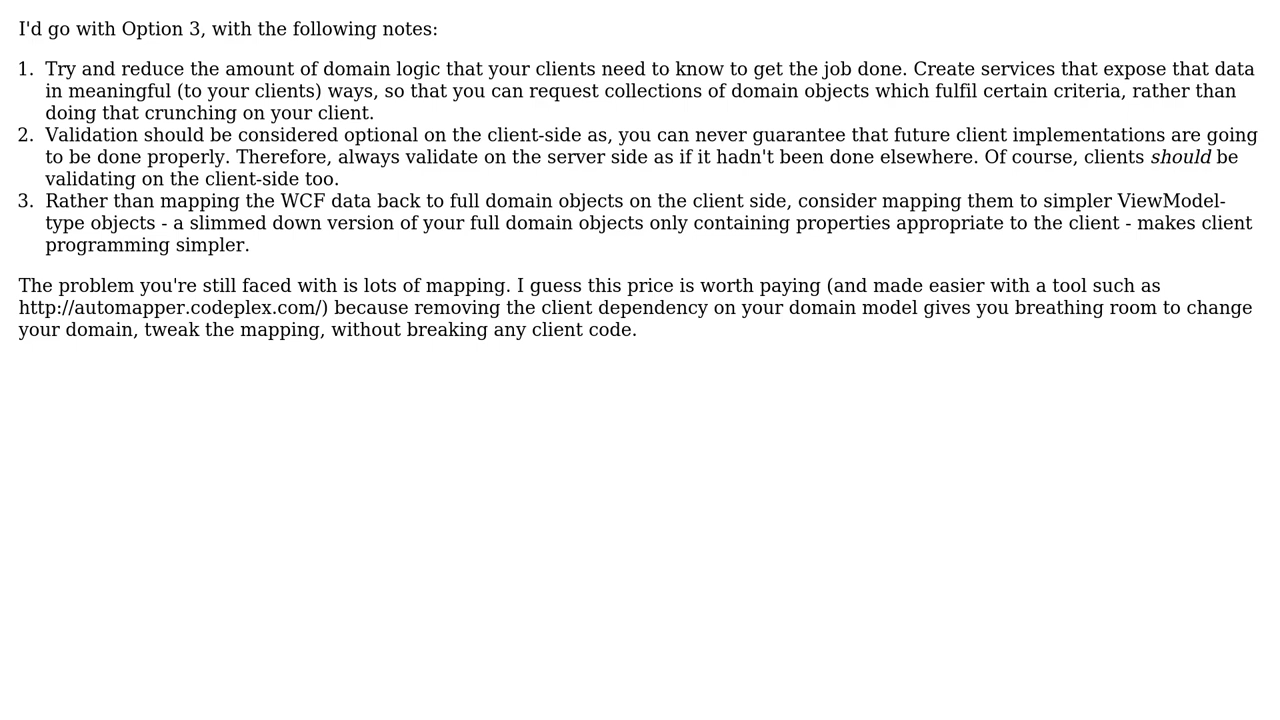 I'd go with Option 3, with the following notes:
1. Try and reduce the amount of domain logic that your clients need to know to get the job done. Create services that expose that data
in meaningful (to your clients) ways, so that you can request collections of domain objects which fulfil certain criteria, rather than
doing that crunching on your client.
2. Validation should be considered optional on the client-side as, you can never guarantee that future client implementations are going
to be done properly. Therefore, always validate on the server side as if it hadn't been done elsewhere. Of course, clients should be
validating on the client-side too.
3. Rather than mapping the WCF data back to full domain objects on the client side, consider mapping them to simpler ViewModel-
type objects - a slimmed down version of your full domain objects only containing properties appropriate to the client - makes client
programming simpler.
The problem you're still faced with is lots of mapping. I guess this price is worth paying (and made easier with a tool such as
http://automapper.codeplex.com/) because removing the client dependency on your domain model gives you breathing room to change
your domain, tweak the mapping, without breaking any client code.